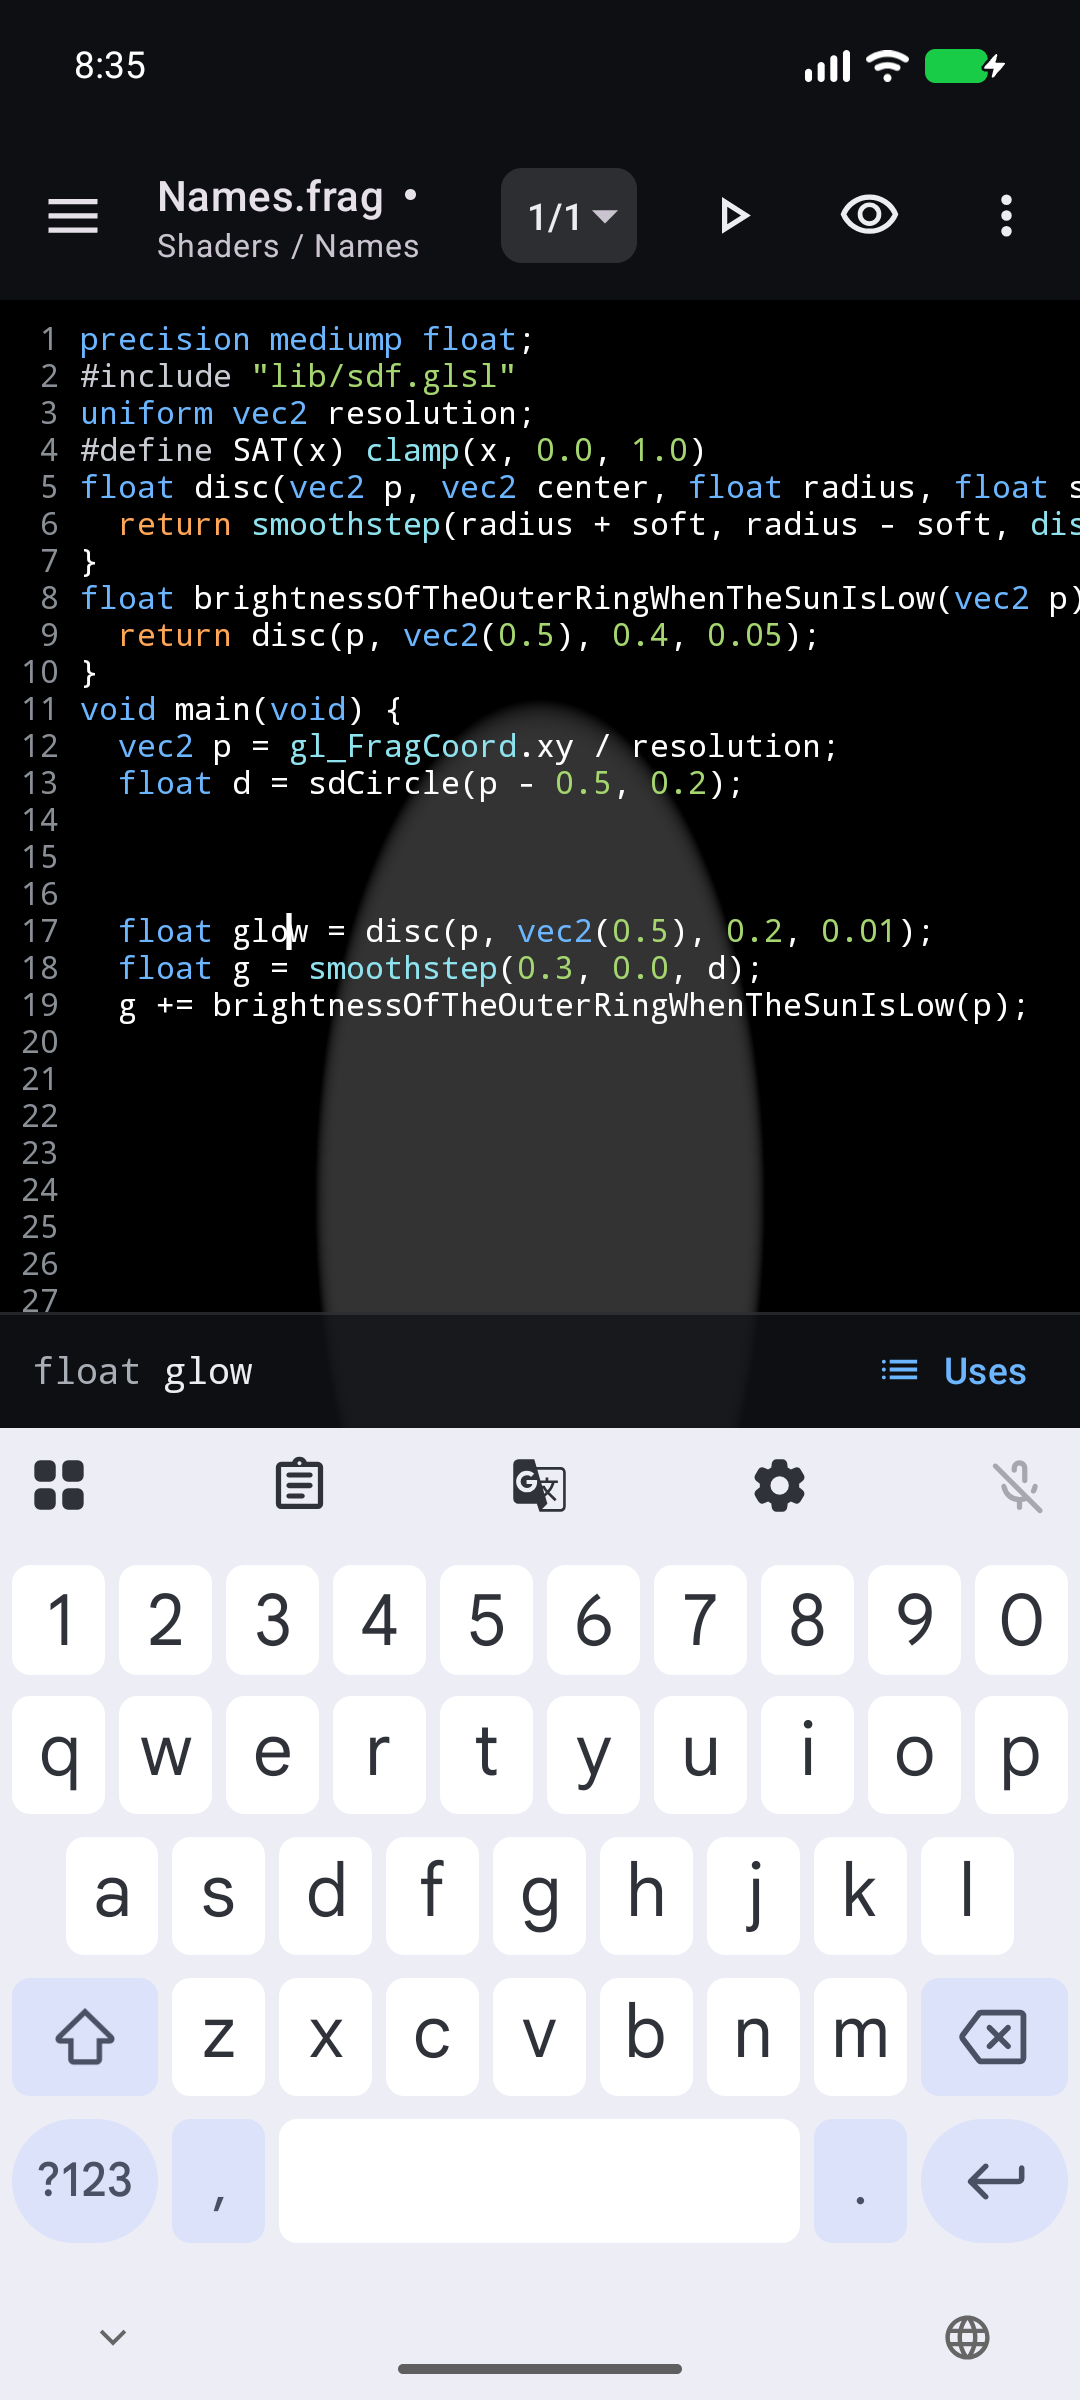 8:35
Names.frag •
Shaders / Names
1/1
1 precision mediump float;
2 #include "lib/sdf.glsl"
3 uniform vec2 resolution;
4 #define SAT(x) clamp(x, 0.0, 1.0)
5 float disc(vec2 p, vec2 center, float radius, float s
6   return smoothstep(radius + soft, radius - soft, dis
7 }
8 float brightnessOfTheOuterRingWhenTheSunIsLow(vec2 p)
9   return disc(p, vec2(0.5), 0.4, 0.05);
10 }
11 void main(void) {
12   vec2 p = gl_FragCoord.xy / resolution;
13   float d = sdCircle(p - 0.5, 0.2);
14
15
16
17   float glow = disc(p, vec2(0.5), 0.2, 0.01);
18   float g = smoothstep(0.3, 0.0, d);
19   g += brightnessOfTheOuterRingWhenTheSunIsLow(p);
20
21
22
23
24
25
26
27
float glow
Uses
1 2 3 4 5 6 7 8 9 0
q w e r t y u i o p
a s d f g h j k l
z x c v b n m
?123 , .